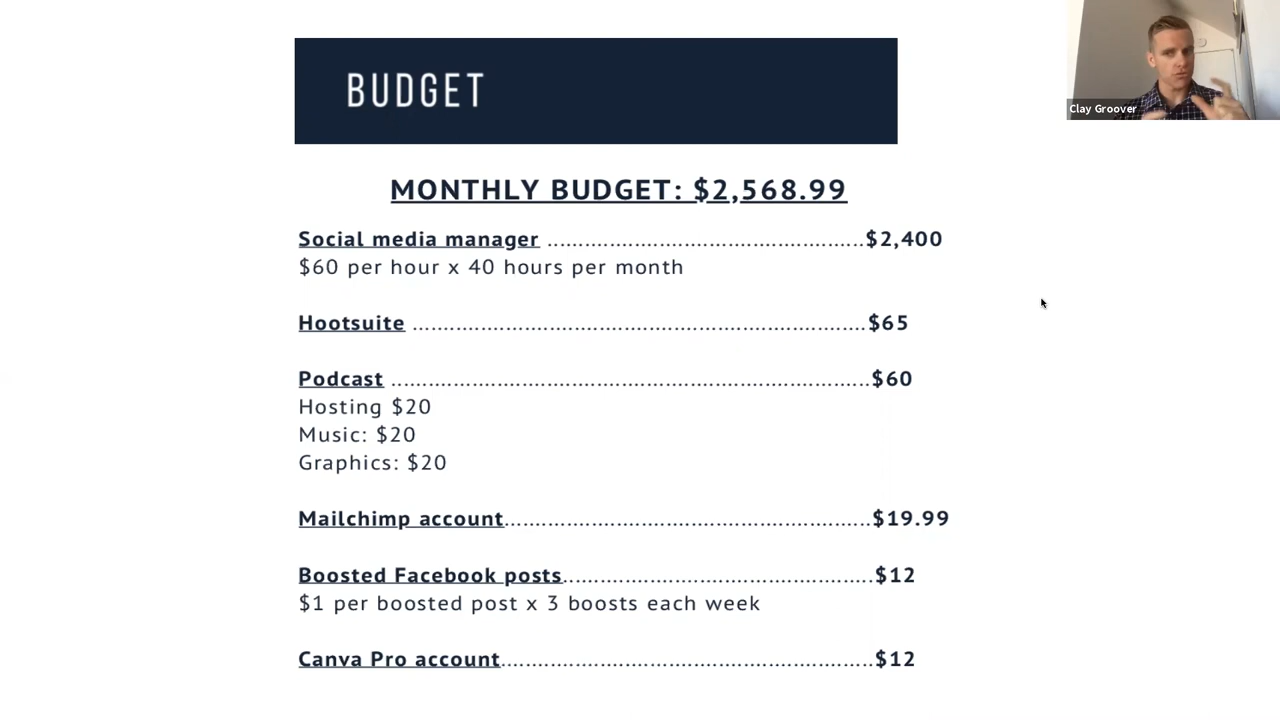 BUDGET
Clay Groover
MONTHLY BUDGET: $2,568.99
Social media manager ................................................$2,400
$60 per hour x 40 hours per month
Hootsuite ....................................................................$65
Podcast ........................................................................$60
Hosting $20
Music: $20
Graphics: $20
Mailchimp account.......................................................$19.99
Boosted Facebook posts...............................................$12
$1 per boosted post x 3 boosts each week
Canva Pro account........................................................$12